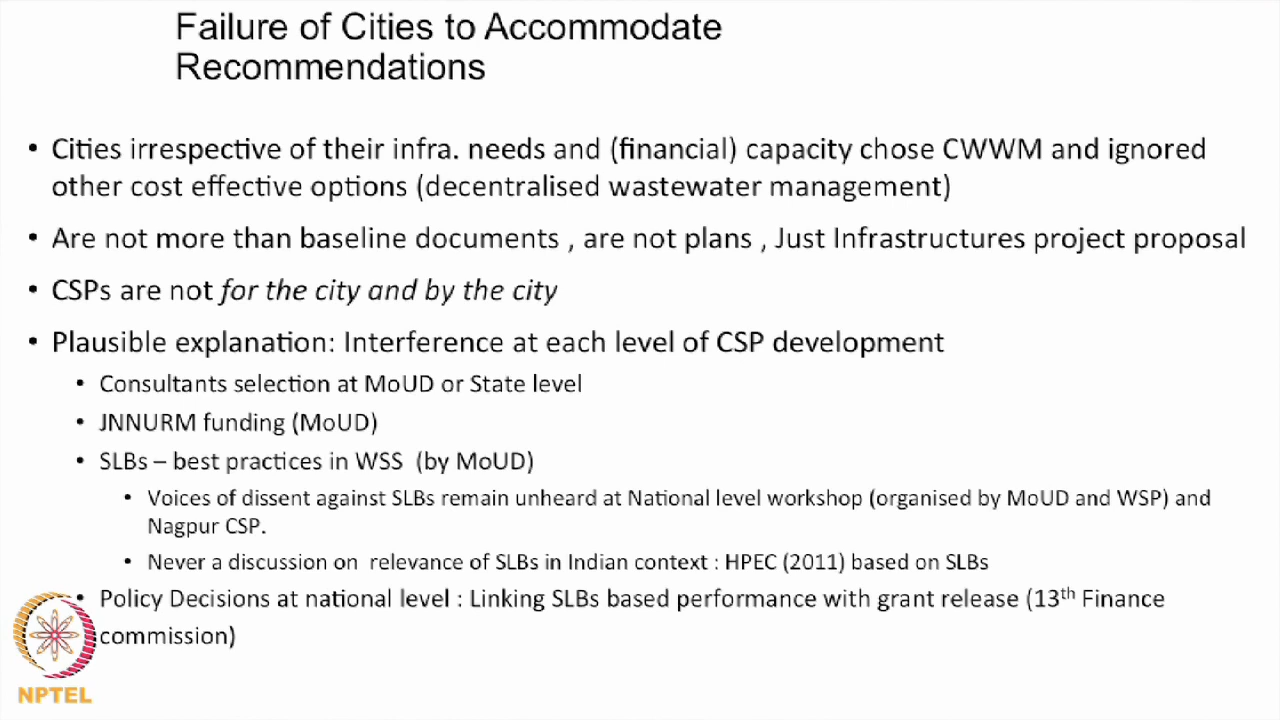 Failure of Cities to Accommodate
Recommendations
• Cities irrespective of their infra. needs and (financial) capacity chose CWWM and ignored
other cost effective options (decentralised wastewater management)
• Are not more than baseline documents , are not plans , Just Infrastructures project proposal
• CSPs are not for the city and by the city
• Plausible explanation: Interference at each level of CSP development
• Consultants selection at MoUD or State level
• JNNURM funding (MoUD)
• SLBs – best practices in WSS (by MoUD)
• Voices of dissent against SLBs remain unheard at National level workshop (organised by MoUD and WSP) and
Nagpur CSP.
• Never a discussion on relevance of SLBs in Indian context : HPEC (2011) based on SLBs
• Policy Decisions at national level : Linking SLBs based performance with grant release (13th Finance
commission)
NPTEL